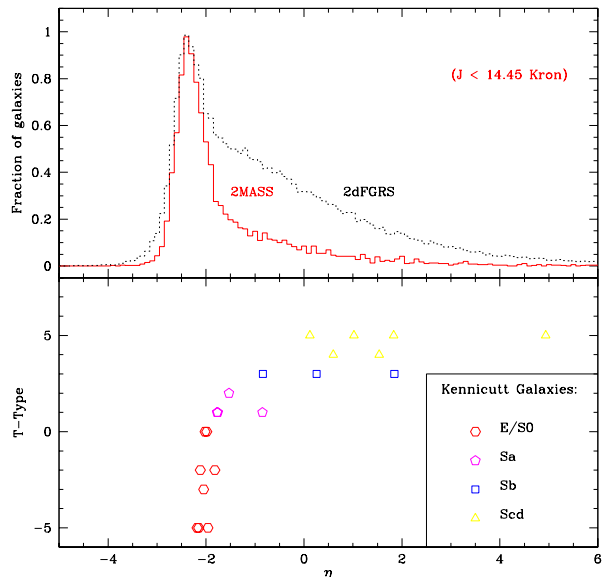 1
0.8
0.6
0.4
0.2
0
Fraction of galaxies
(J < 14.45 Kron)
2MASS
2dFGRS
5
0
−5
T−Type
Kennicutt Galaxies:
E/S0
Sa
Sb
Scd
−4
−2
0
2
4
6
η